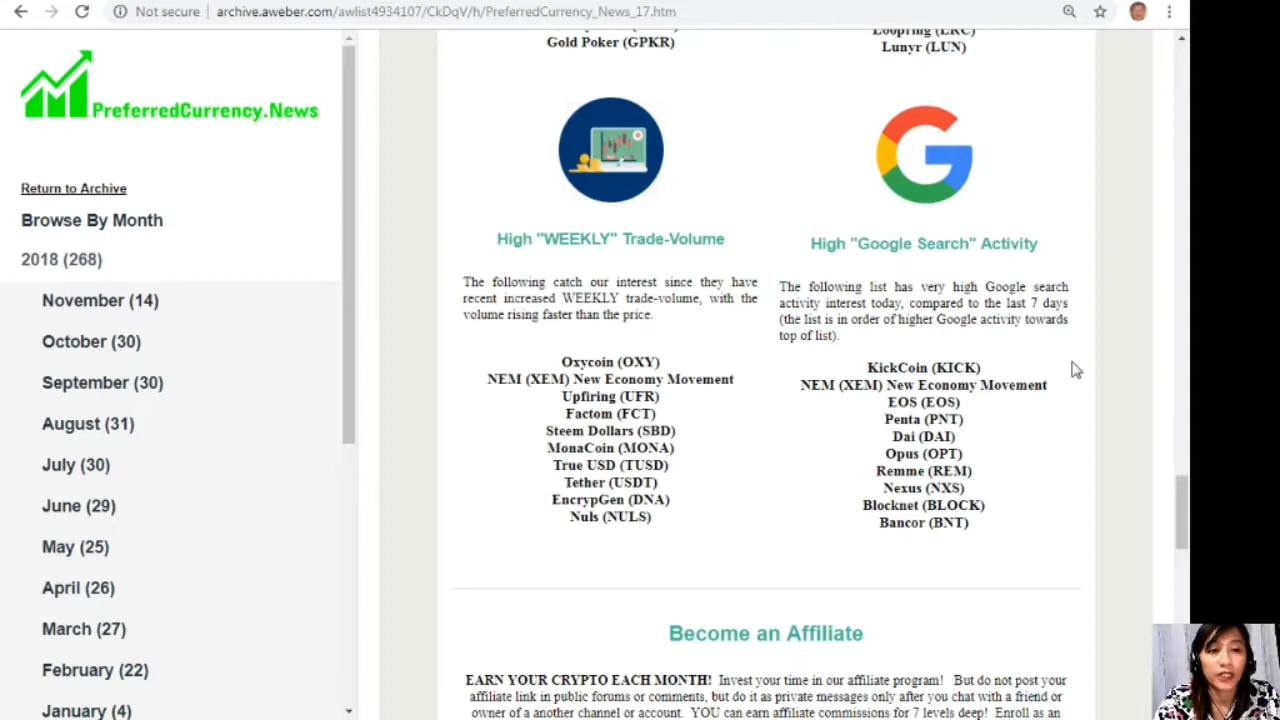 Not secure | archive.aweber.com/awlist4934107/CkDqV/h/PreferredCurrency_News_17.htm
PreferredCurrency.News
Return to Archive
Browse By Month
2018 (268)
November (14)
October (30)
September (30)
August (31)
July (30)
June (29)
May (25)
April (26)
March (27)
February (22)
January (4)
Gold Poker (GPKR)
High "WEEKLY" Trade-Volume
The following catch our interest since they have
recent increased WEEKLY trade-volume, with the
volume rising faster than the price.
Oxycoin (OXY)
NEM (XEM) New Economy Movement
Upfiring (UFR)
Factom (FCT)
Steem Dollars (SBD)
MonaCoin (MONA)
True USD (TUSD)
Tether (USDT)
EncrypGen (DNA)
Nuls (NULS)
Loopring (LRC)
Lunyr (LUN)
High "Google Search" Activity
The following list has very high Google search
activity interest today, compared to the last 7 days
(the list is in order of higher Google activity towards
top of list).
KickCoin (KICK)
NEM (XEM) New Economy Movement
EOS (EOS)
Penta (PNT)
Dai (DAI)
Opus (OPT)
Remme (REM)
Nexus (NXS)
Blocknet (BLOCK)
Bancor (BNT)
Become an Affiliate
EARN YOUR CRYPTO EACH MONTH! Invest your time in our affiliate program! But do not post your
affiliate link in public forums or comments, but do it as private messages only after you chat with a friend or
owner of a another channel or account. YOU can earn affiliate commissions for 7 levels deep! Enroll as an